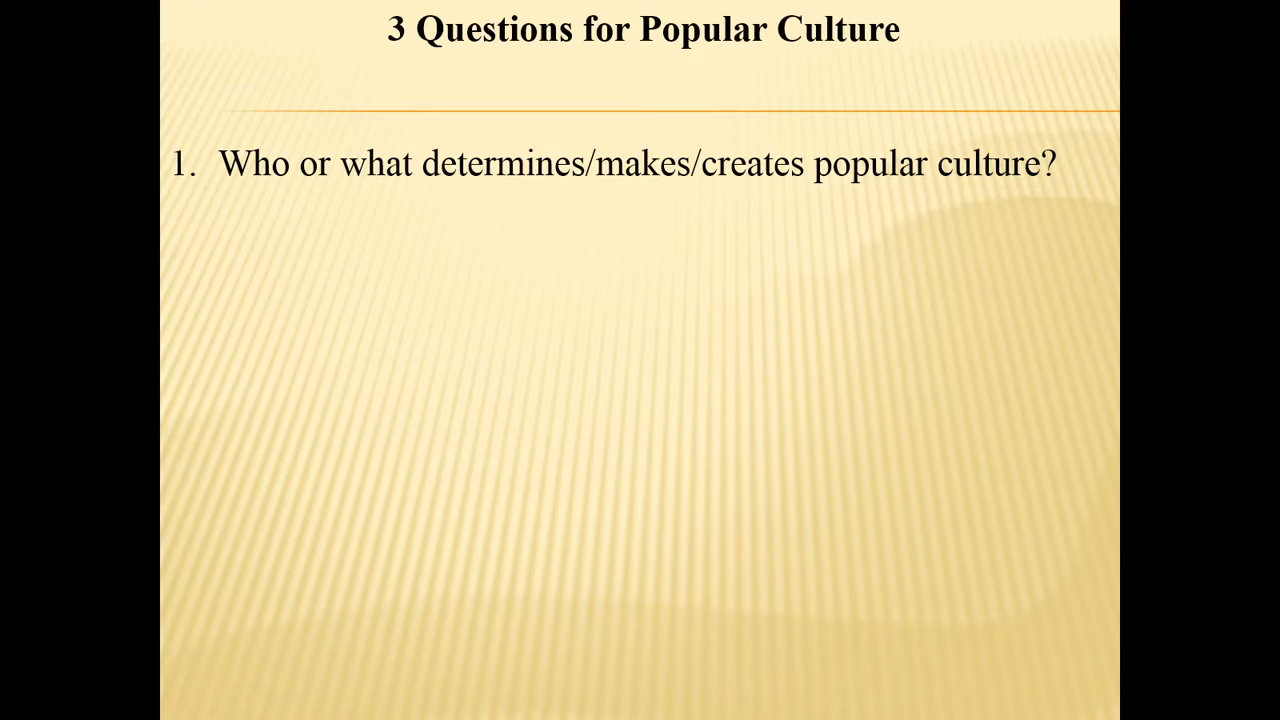 3 Questions for Popular Culture
1. Who or what determines/makes/creates popular culture?